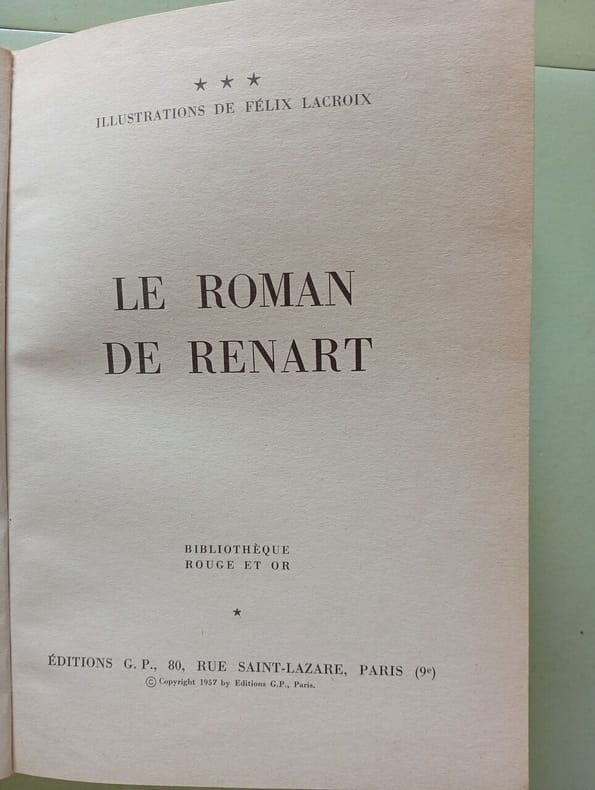 ★ ★ ★
ILLUSTRATIONS DE FÉLIX LACROIX
LE ROMAN
DE RENART
BIBLIOTHÈQUE
ROUGE ET OR
★
ÉDITIONS G. P., 80, RUE SAINT-LAZARE, PARIS (9e)
© Copyright 1957 by Editions G.P., Paris.